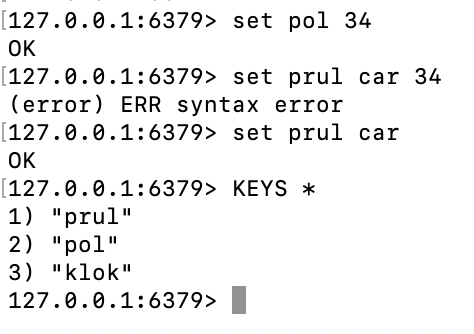 [127.0.0.1:6379> set pol 34
OK
[127.0.0.1:6379> set prul car 34
(error) ERR syntax error
[127.0.0.1:6379> set prul car
OK
[127.0.0.1:6379> KEYS *
1) "prul"
2) "pol"
3) "klok"
127.0.0.1:6379>